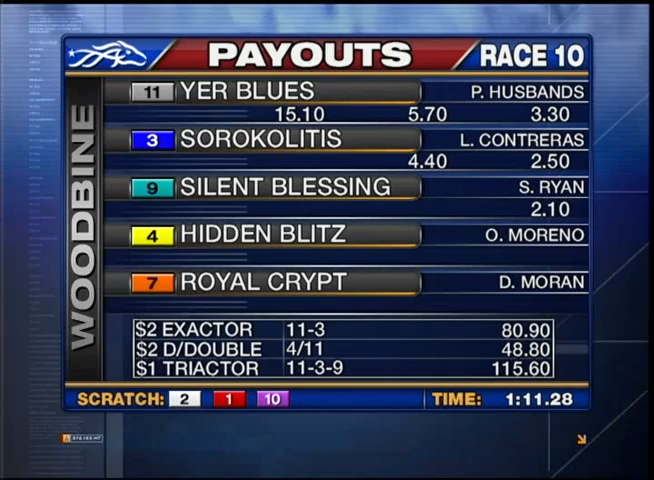 PAYOUTS RACE 10
WOODBINE
11 YER BLUES P. HUSBANDS
15.10 5.70 3.30
3 SOROKOLITIS L. CONTRERAS
4.40 2.50
9 SILENT BLESSING S. RYAN
2.10
4 HIDDEN BLITZ O. MORENO
7 ROYAL CRYPT D. MORAN
$2 EXACTOR 11-3 80.90
$2 D/DOUBLE 4/11 48.80
$1 TRIACTOR 11-3-9 115.60
SCRATCH: 2 1 10 TIME: 1:11.28